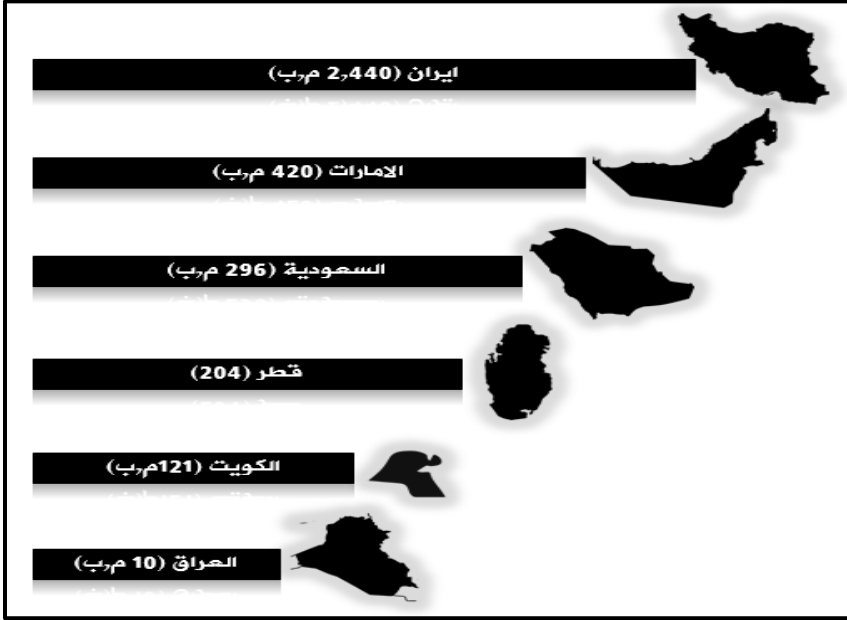 ايران (2,440 م,ب)
الامارات (420 م,ب)
السعودية (296 م,ب)
قطر (204)
الكويت (121م,ب)
العراق (10 م,ب)